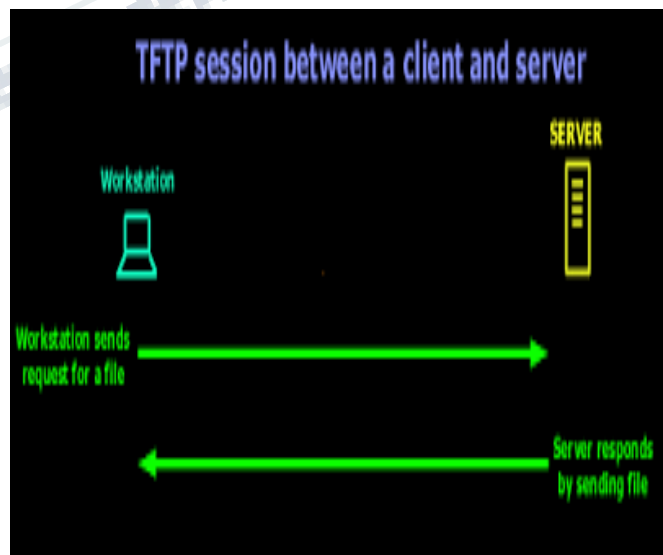 TFTP session between a client and server
SERVER
Workstation
Workstation sends
request for a file
Server responds
by sending file